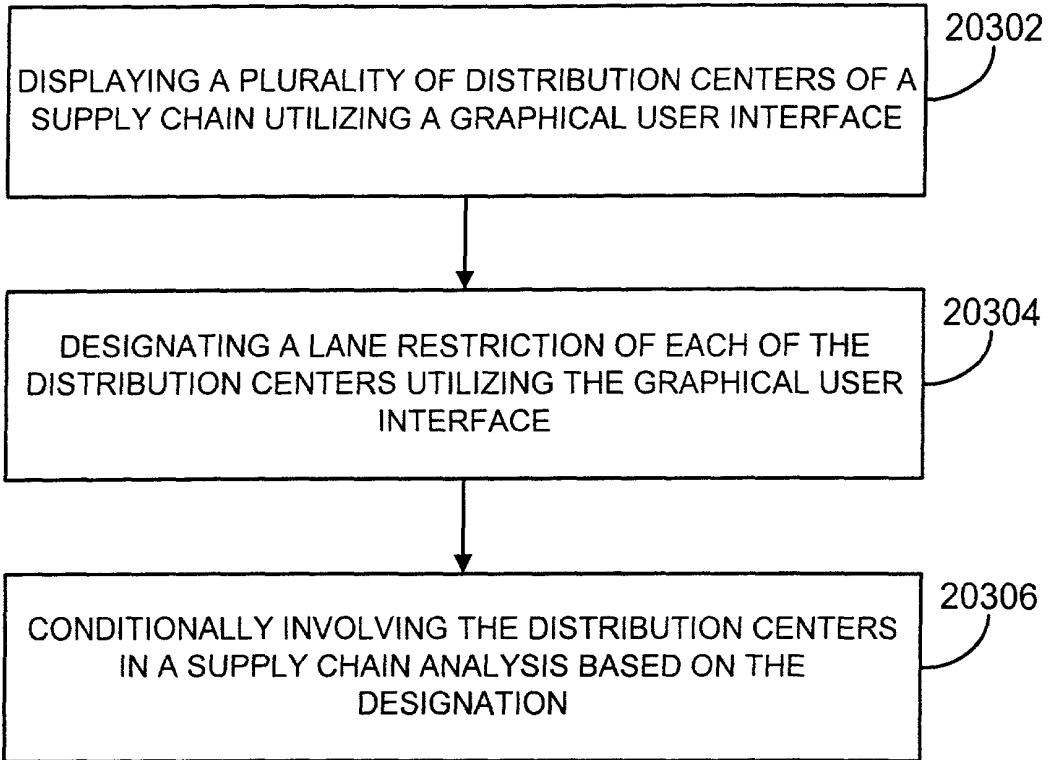 20302
DISPLAYING A PLURALITY OF DISTRIBUTION CENTERS OF A
SUPPLY CHAIN UTILIZING A GRAPHICAL USER INTERFACE
20304
DESIGNATING A LANE RESTRICTION OF EACH OF THE
DISTRIBUTION CENTERS UTILIZING THE GRAPHICAL USER
INTERFACE
20306
CONDITIONALLY INVOLVING THE DISTRIBUTION CENTERS
IN A SUPPLY CHAIN ANALYSIS BASED ON THE
DESIGNATION